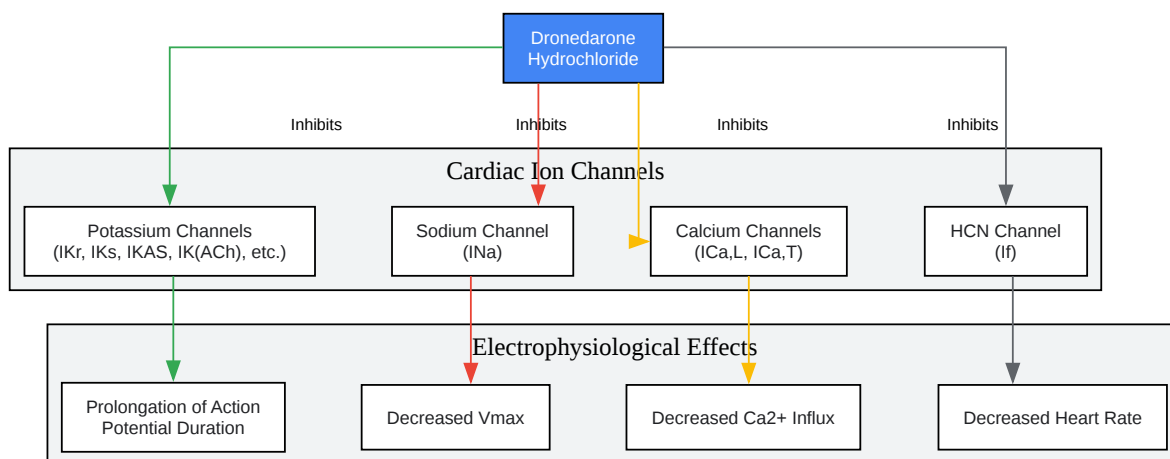 Dronedarone
Hydrochloride
Inhibits
Inhibits
Inhibits
Inhibits
Cardiac Ion Channels
Potassium Channels
(IKr, IKs, IKAS, IK(ACh), etc.)
Sodium Channel
(INa)
Calcium Channels
(ICa,L, ICa,T)
HCN Channel
(If)
Electrophysiological Effects
Prolongation of Action
Potential Duration
Decreased Vmax
Decreased Ca2+ Influx
Decreased Heart Rate